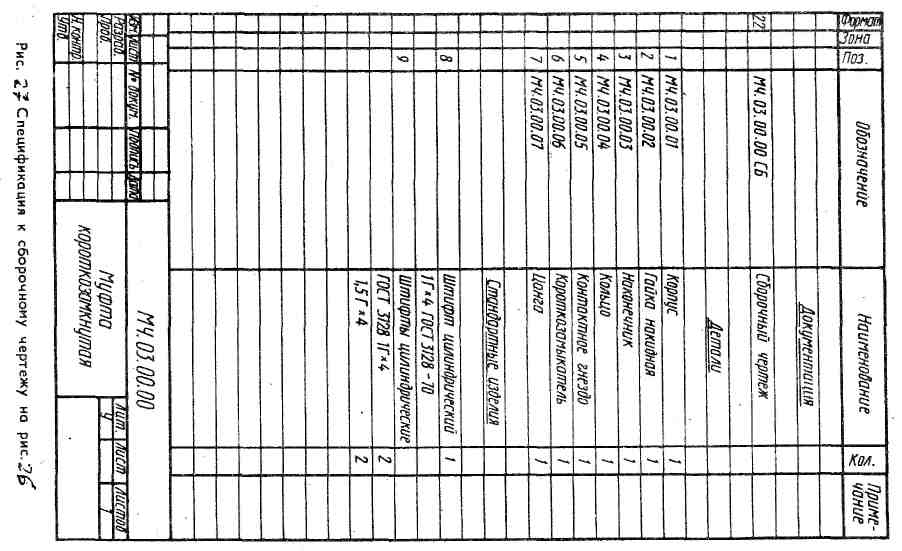 Формат Зона Поз. Обозначение Наименование Кол. Приме-
чание
Документация
22 МЧ.03.00.00 СБ Сборочный чертеж
Детали
1 МЧ.03.00.01 Корпус 1
2 МЧ.03.00.02 Гайка накидная 1
3 МЧ.03.00.03 Наконечник 1
4 МЧ.03.00.04 Кольцо 1
5 МЧ.03.00.05 Контактное гнездо 1
6 МЧ.03.00.06 Короткозамыкатель 1
7 МЧ.03.00.07 Цанга 1
Стандартные изделия
8 Штифт цилиндрический 1
1Г×4 ГОСТ 3128-70
9 Штифты цилиндрические
ГОСТ 3128 1Г×4 2
1,5Г×4 2
МЧ.03.00.00
Изм. Лист № докум. Подпись Дата
Разраб.
Пров.
Н.контр.
Утв.
Муфта
короткозамкнутая
Лит. Лист Листов
У 1
Рис. 27 Спецификация к сборочному чертежу на рис. 26